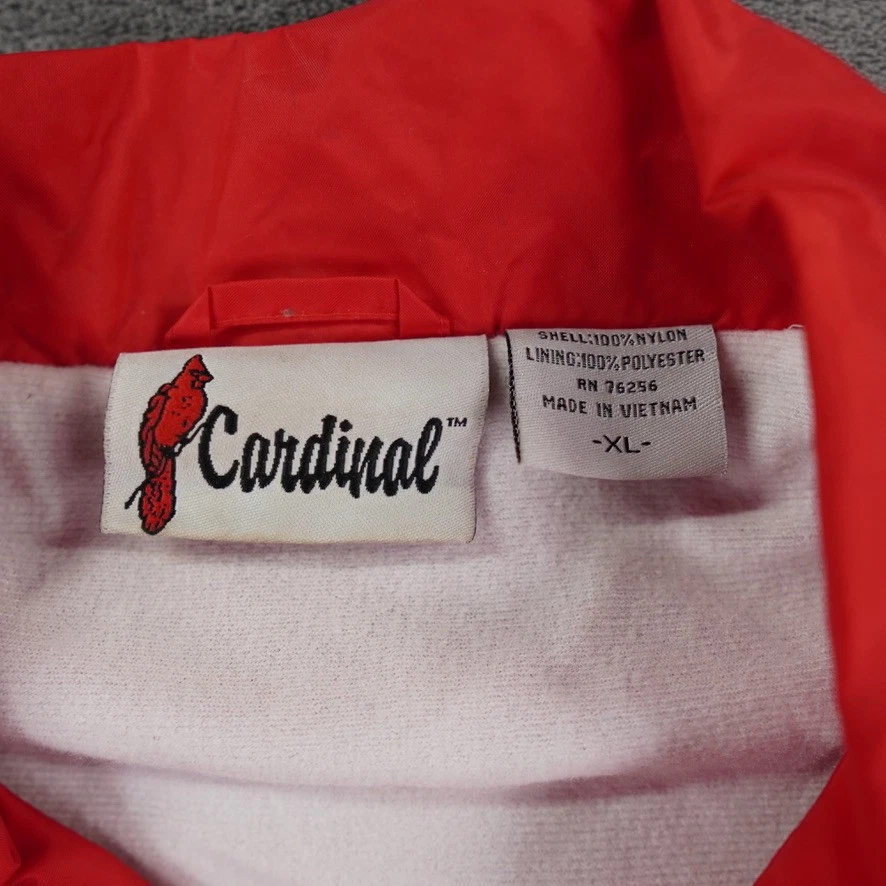 Cardinal™
SHELL:100%NYLON
LINING:100%POLYESTER
RN 76256
MADE IN VIETNAM
-XL-